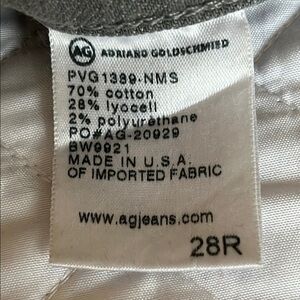 AG ADRIANO GOLDSCHMIED
PVG1389-NMS
70% cotton
28% lyocell
2% polyurethane
PO#AG-20929
BW9921
MADE IN U.S.A.
OF IMPORTED FABRIC
www.agjeans.com
28R